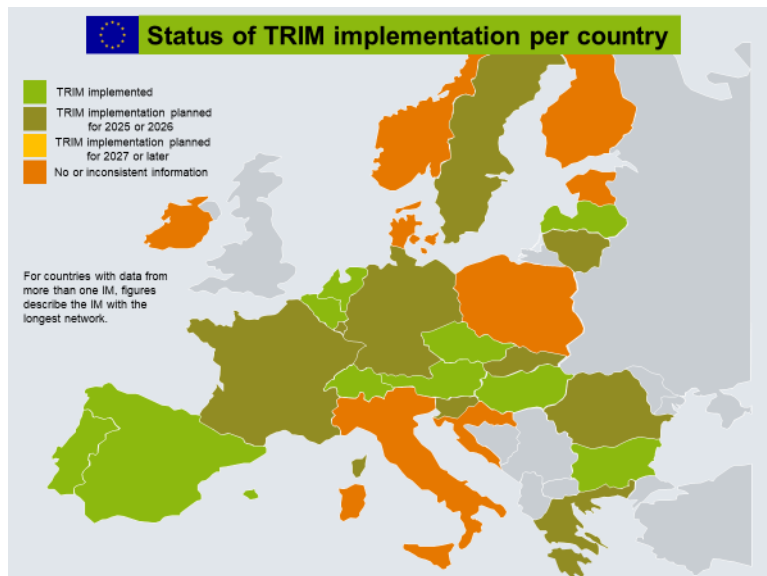 Status of TRIM implementation per country
TRIM implemented
TRIM implementation planned
for 2025 or 2026
TRIM implementation planned
for 2027 or later
No or inconsistent information
For countries with data from
more than one IM, figures
describe the IM with the
longest network.